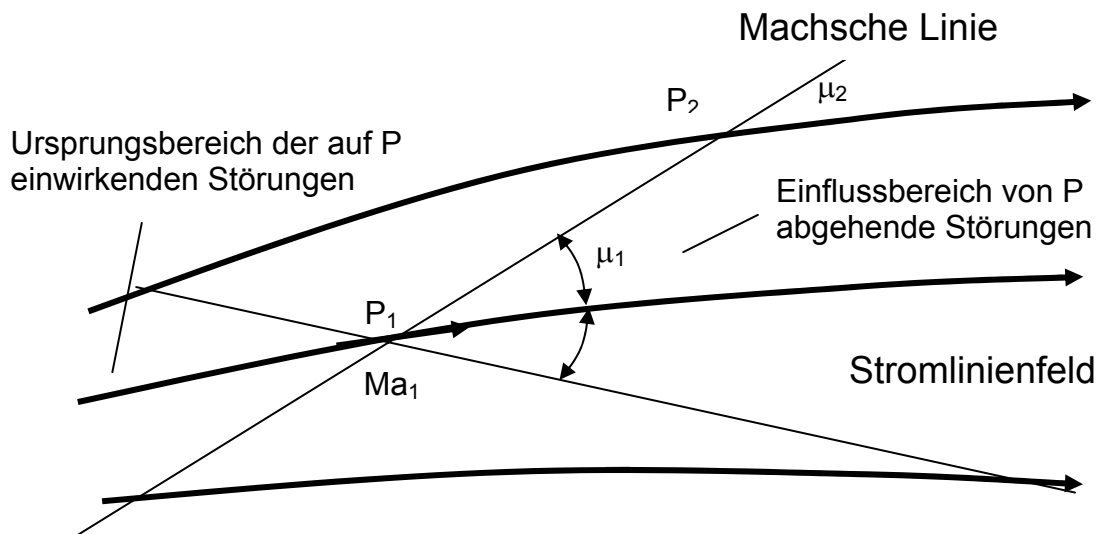 Machsche Linie
P2
μ2
Ursprungsbereich der auf P
einwirkenden Störungen
Einflussbereich von P
abgehende Störungen
μ1
P1
Ma1
Stromlinienfeld